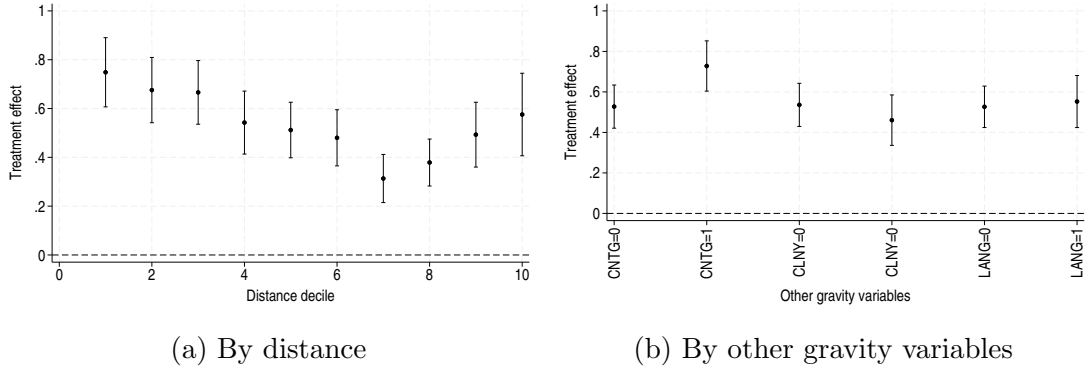 1
.8
.6
.4
.2
0
Treatment effect
0 2 4 6 8 10
Distance decile
(a) By distance
1
.8
.6
.4
.2
0
Treatment effect
CNTG=0
CNTG=1
CLNY=0
CLNY=0
LANG=0
LANG=1
Other gravity variables
(b) By other gravity variables